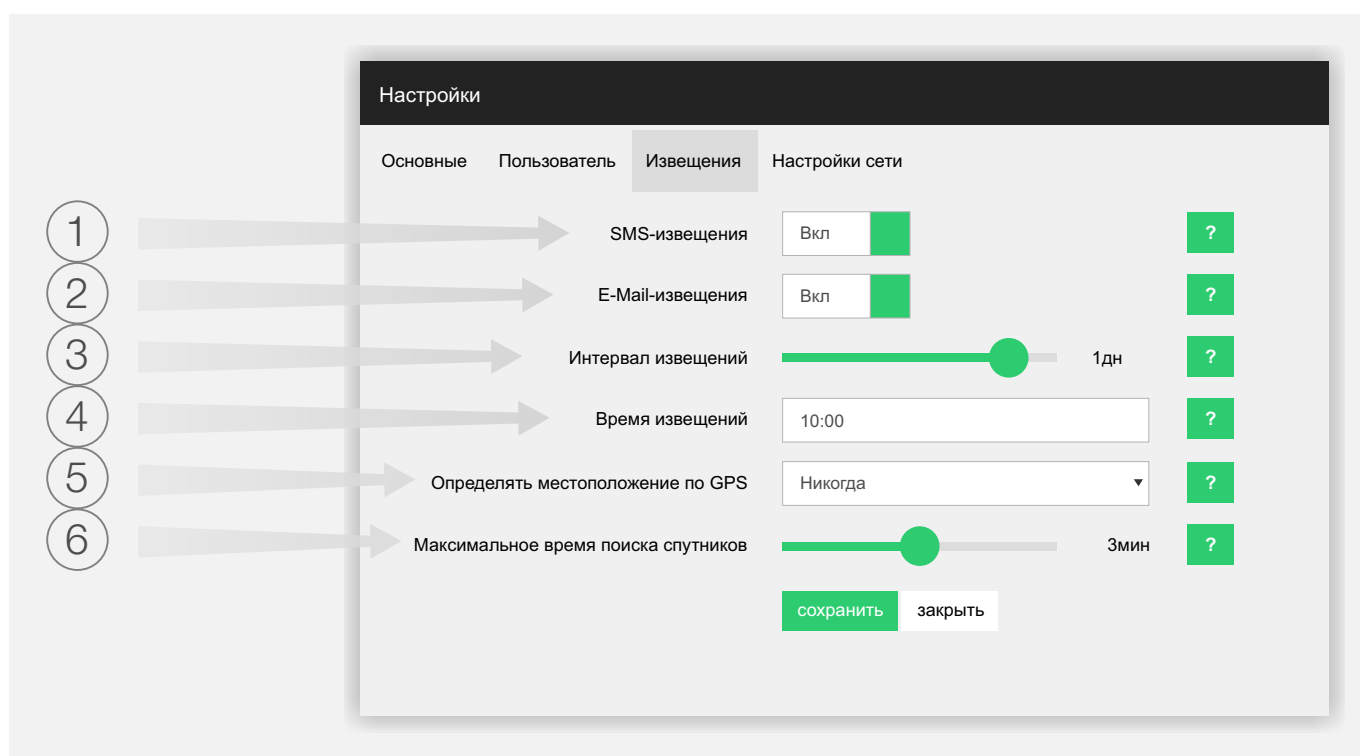 Настройки
Основные Пользователь Извещения Настройки сети
1 SMS-извещения Вкл ?
2 E-Mail-извещения Вкл ?
3 Интервал извещений 1дн ?
4 Время извещений 10:00 ?
5 Определять местоположение по GPS Никогда ?
6 Максимальное время поиска спутников 3мин ?
сохранить закрыть